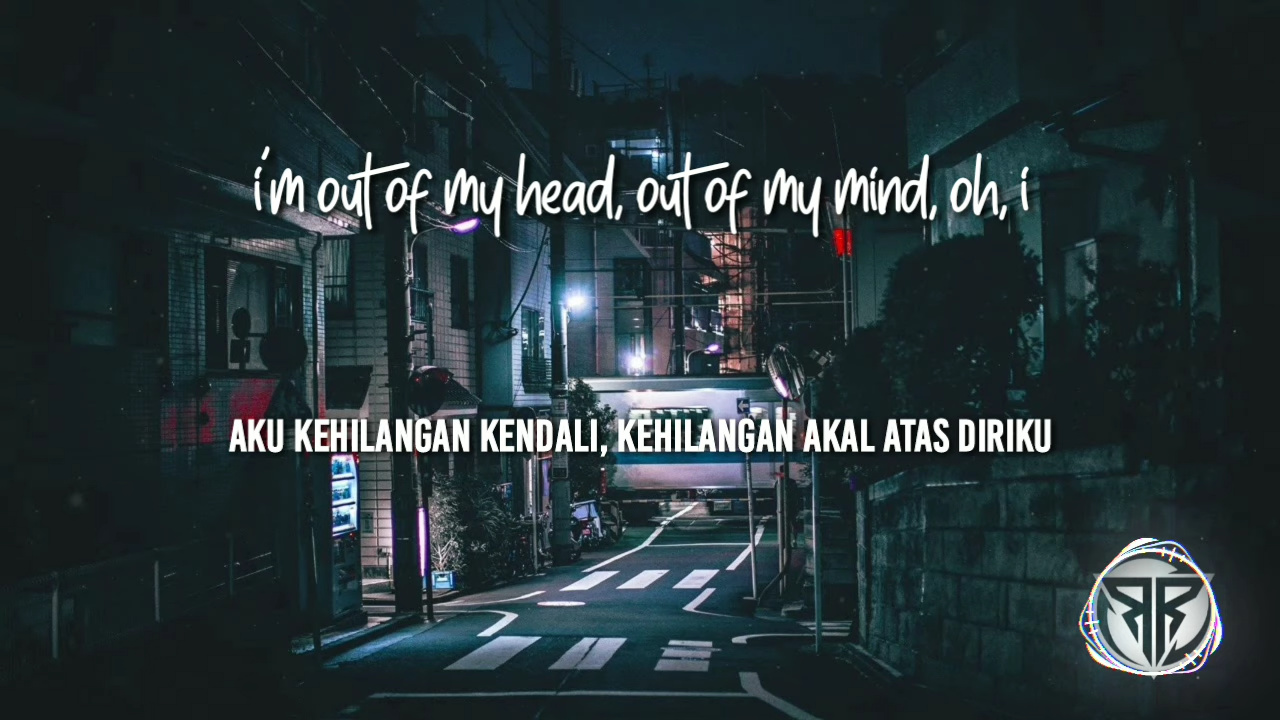 i'm out of my head, out of my mind, oh, i
AKU KEHILANGAN KENDALI, KEHILANGAN AKAL ATAS DIRIKU